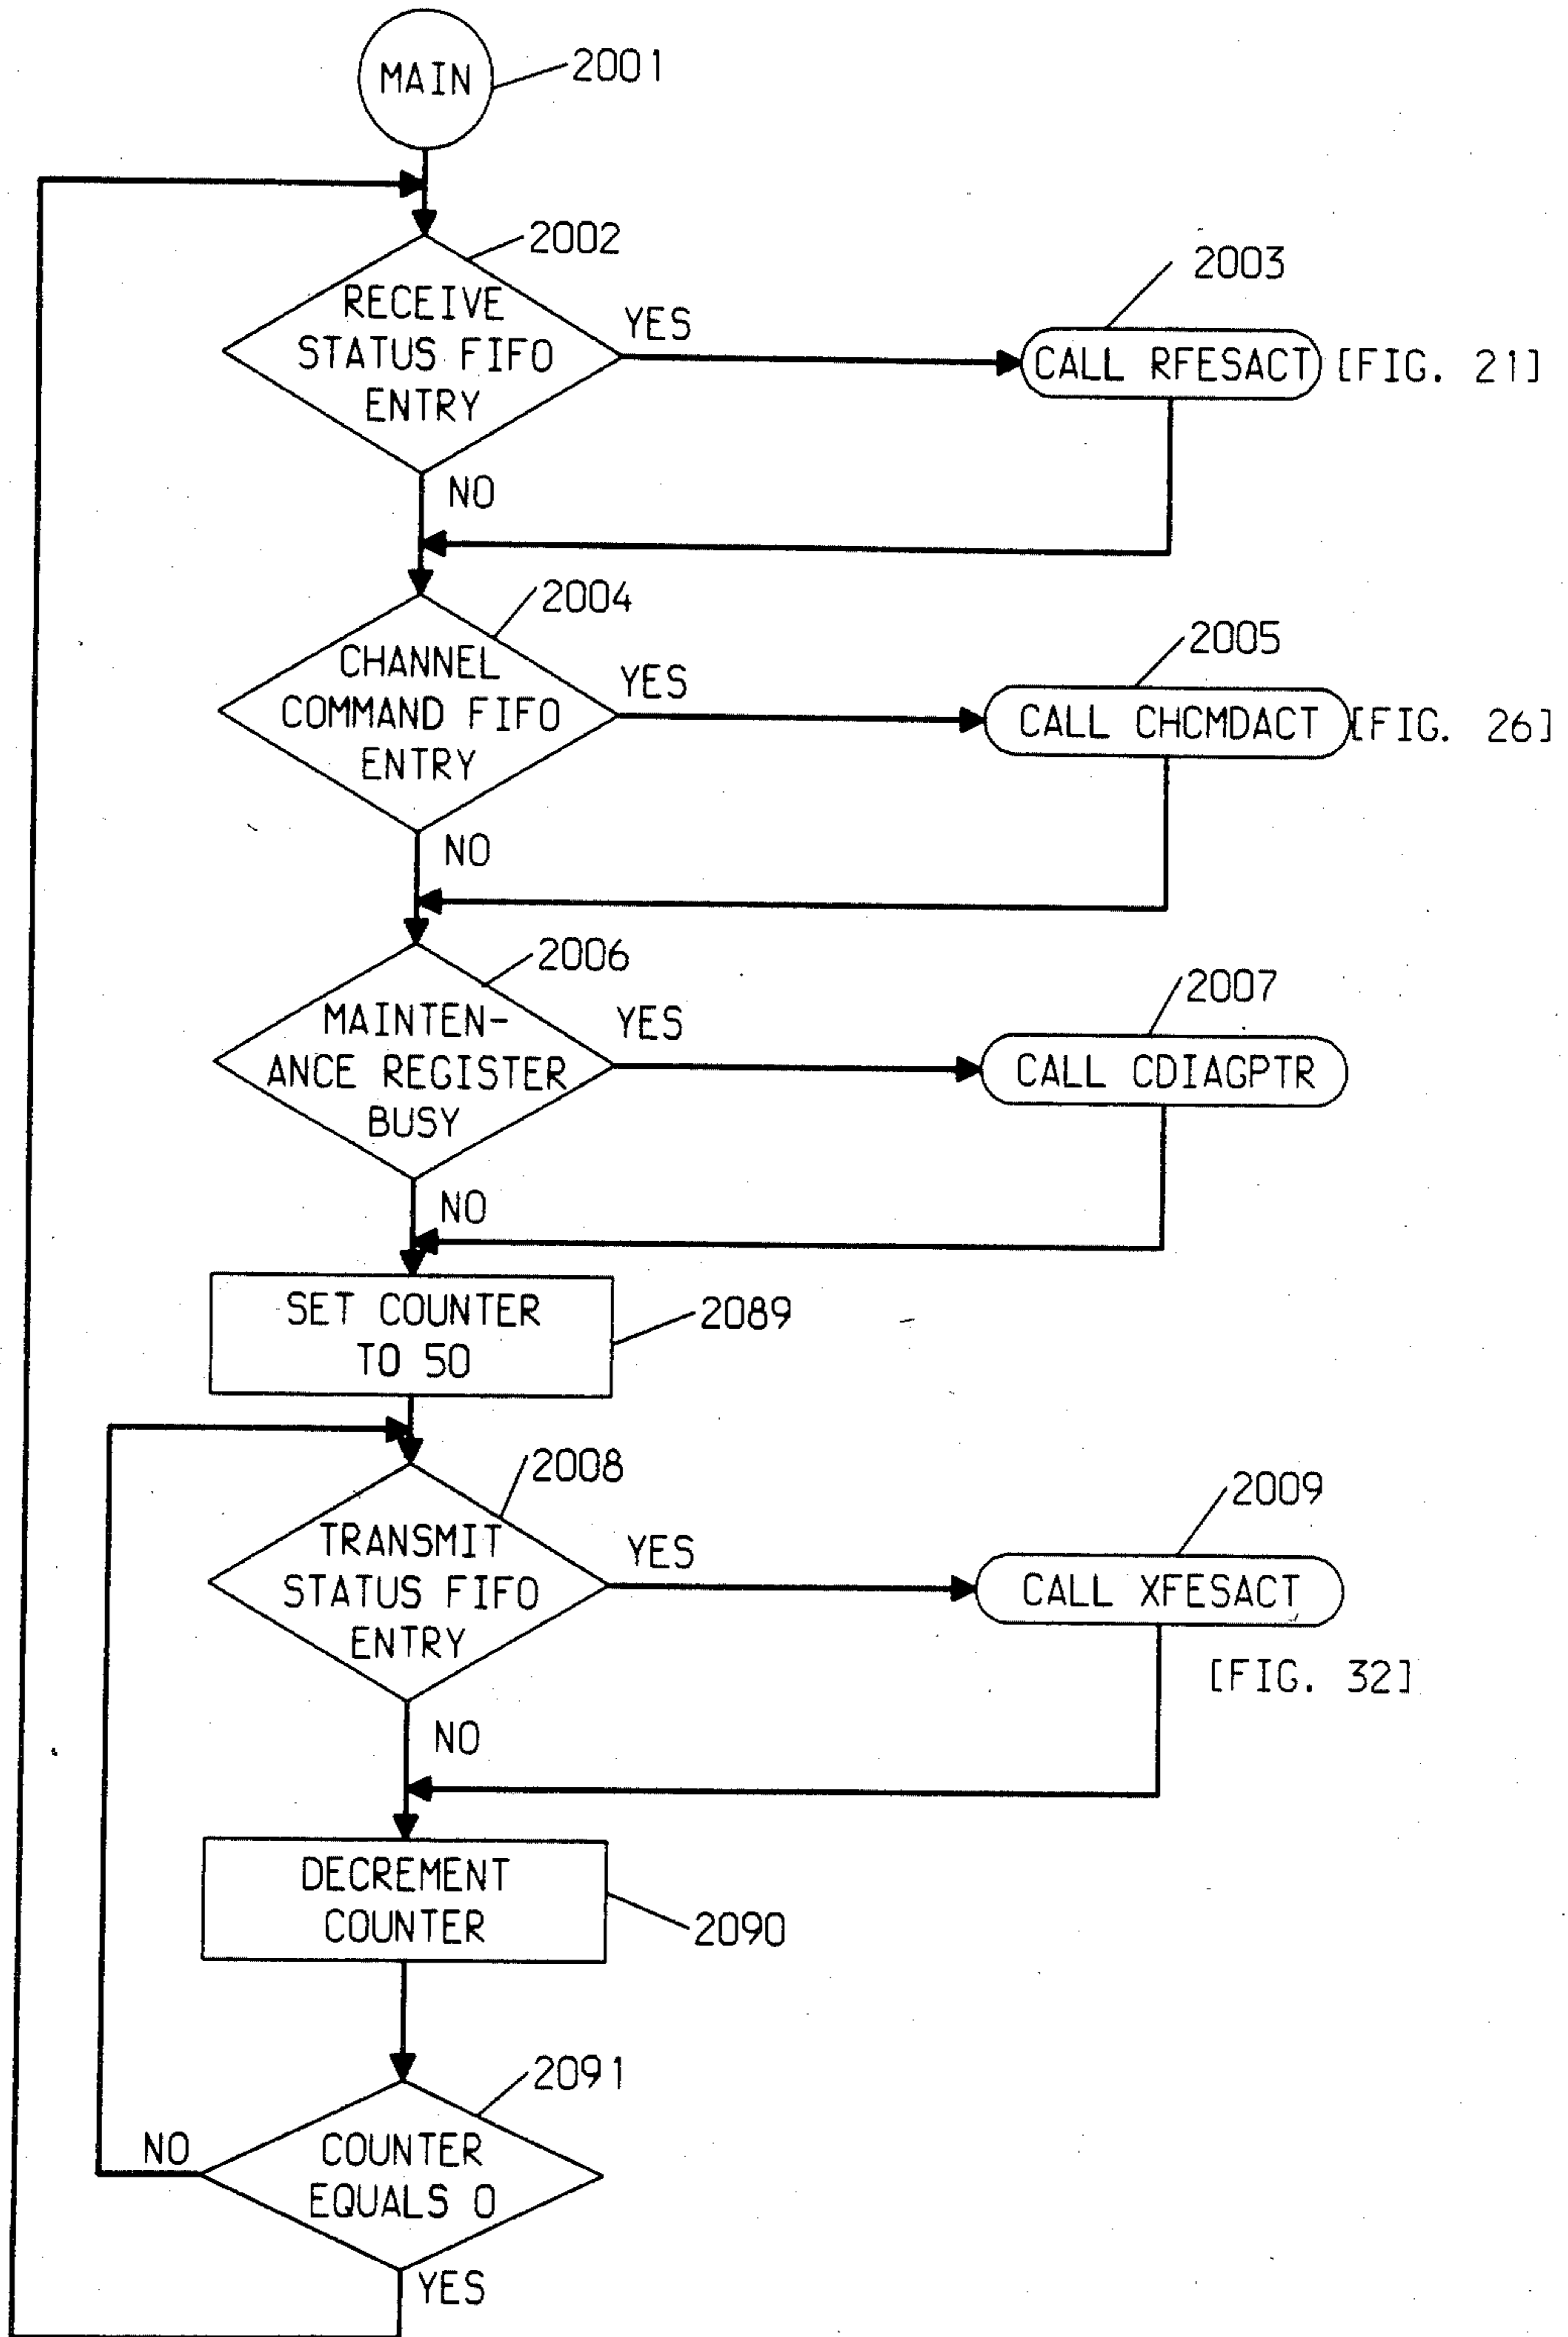 MAIN
2001
2002
RECEIVE
STATUS FIFO
ENTRY
YES
2003
CALL RFESACT [FIG. 21]
NO
2004
CHANNEL
COMMAND FIFO
ENTRY
YES
2005
CALL CHCMDACT [FIG. 26]
NO
2006
MAINTEN-
ANCE REGISTER
BUSY
YES
2007
CALL CDIAGPTR
NO
SET COUNTER
TO 50
2089
2008
TRANSMIT
STATUS FIFO
ENTRY
YES
2009
CALL XFESACT
[FIG. 32]
NO
DECREMENT
COUNTER
2090
2091
COUNTER
EQUALS 0
NO
YES